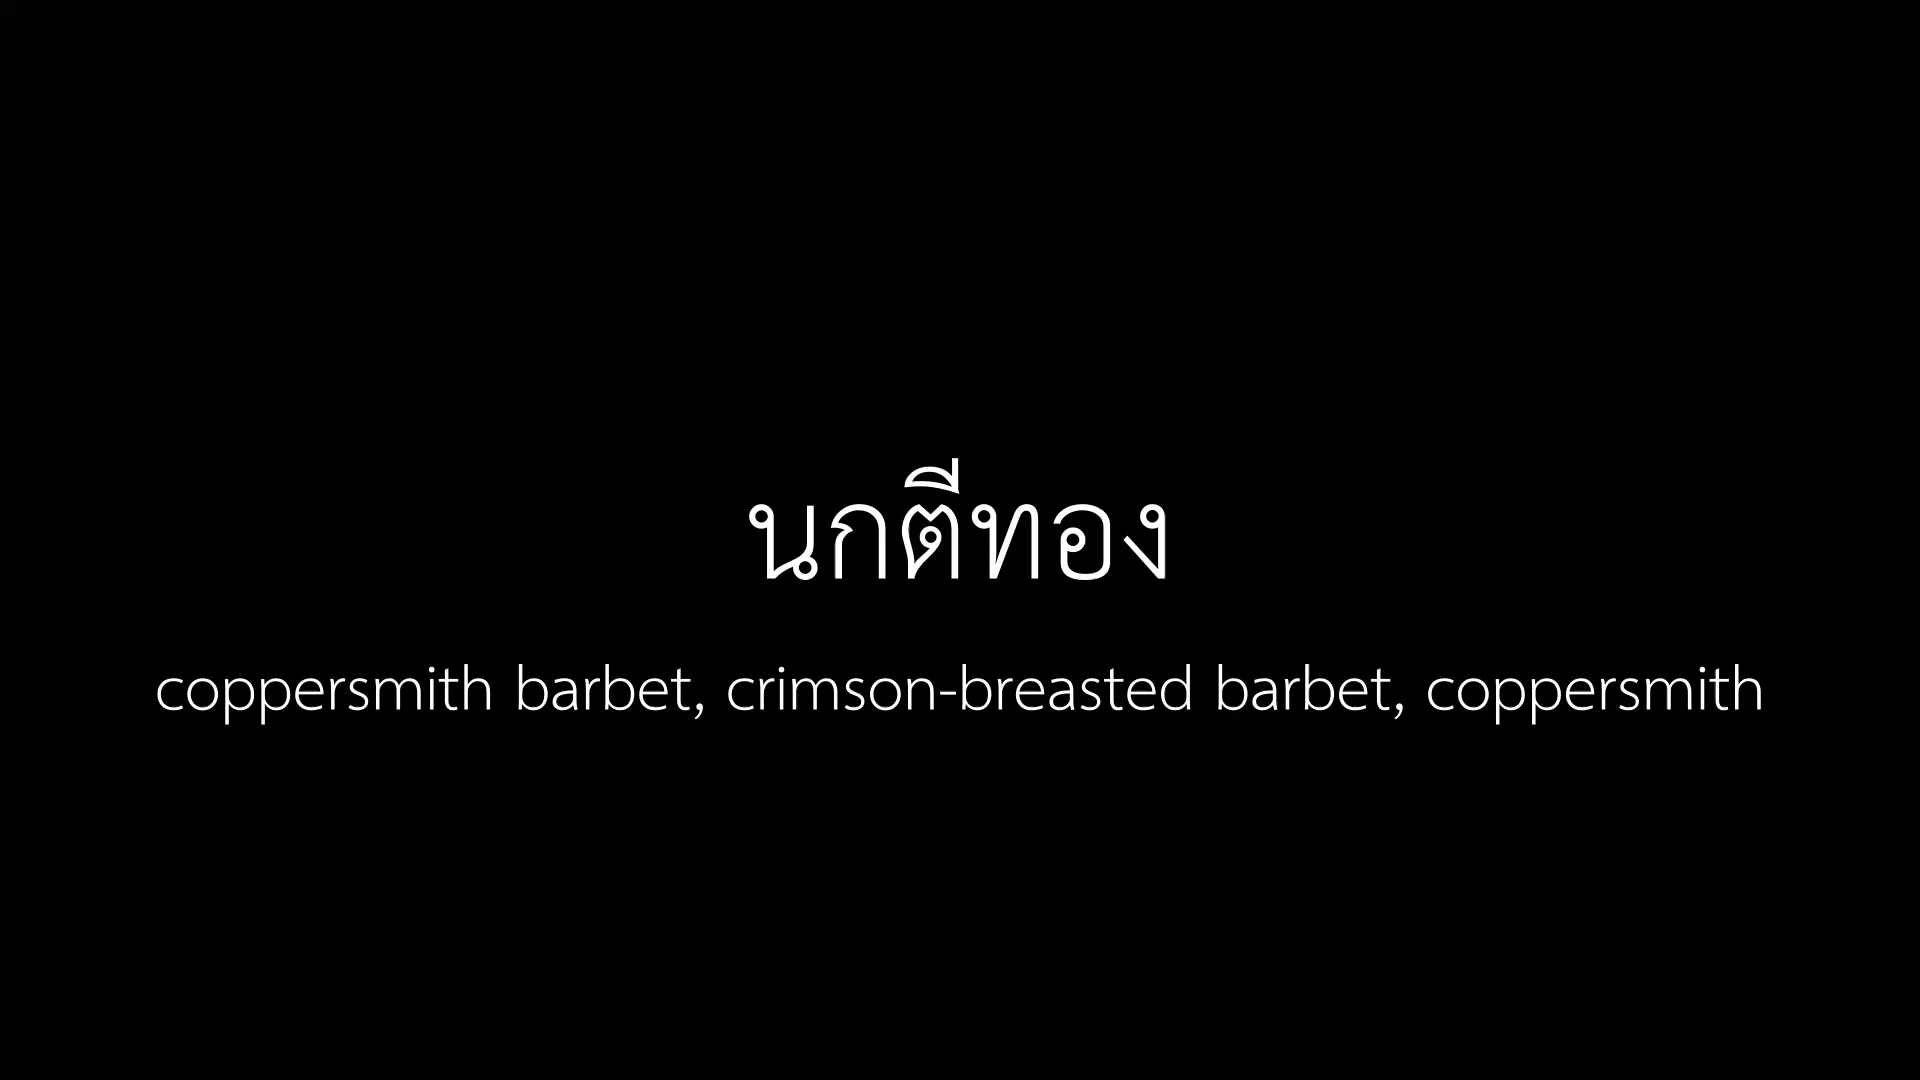 นกตีทอง
coppersmith barbet, crimson-breasted barbet, coppersmith